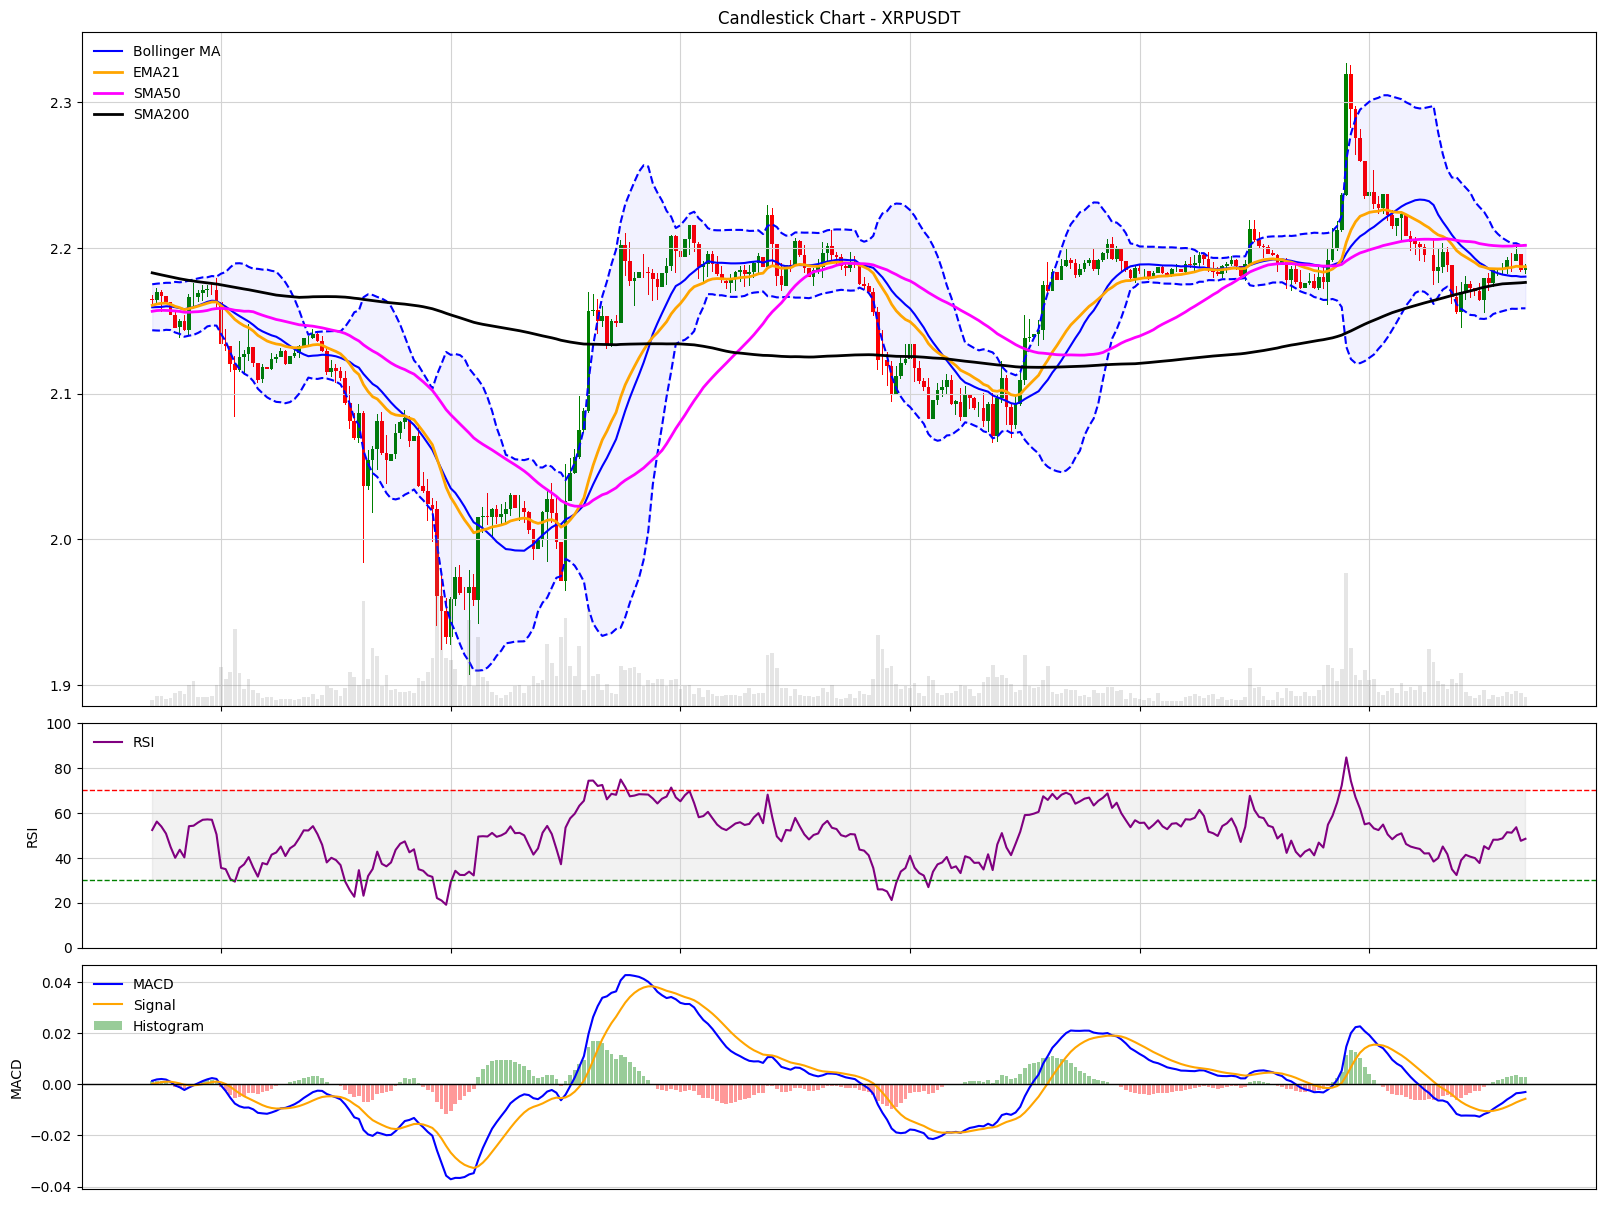 Candlestick Chart - XRPUSDT
Bollinger MA
EMA21
SMA50
SMA200
2.3
2.2
2.1
2.0
1.9
RSI
RSI
100
80
60
40
20
0
MACD
Signal
Histogram
MACD
0.04
0.02
0.00
−0.02
−0.04